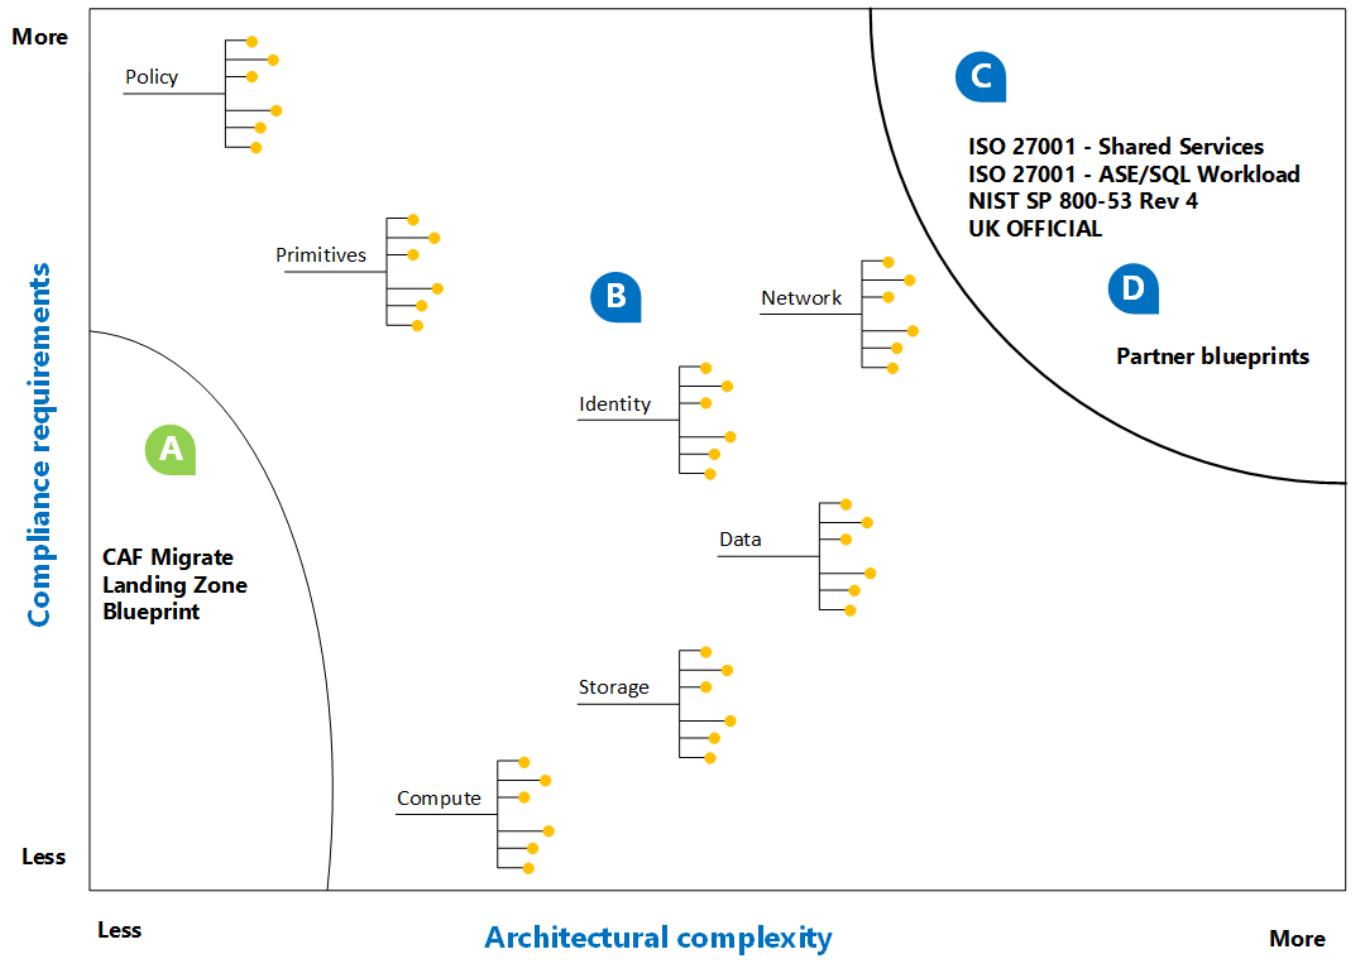 More
Policy
C
ISO 27001 - Shared Services
ISO 27001 - ASE/SQL Workload
NIST SP 800-53 Rev 4
UK OFFICIAL
Primitives
B
Network
D
Partner blueprints
Compliance requirements
Identity
A
CAF Migrate
Landing Zone
Blueprint
Data
Storage
Compute
Less
Less
Architectural complexity
More